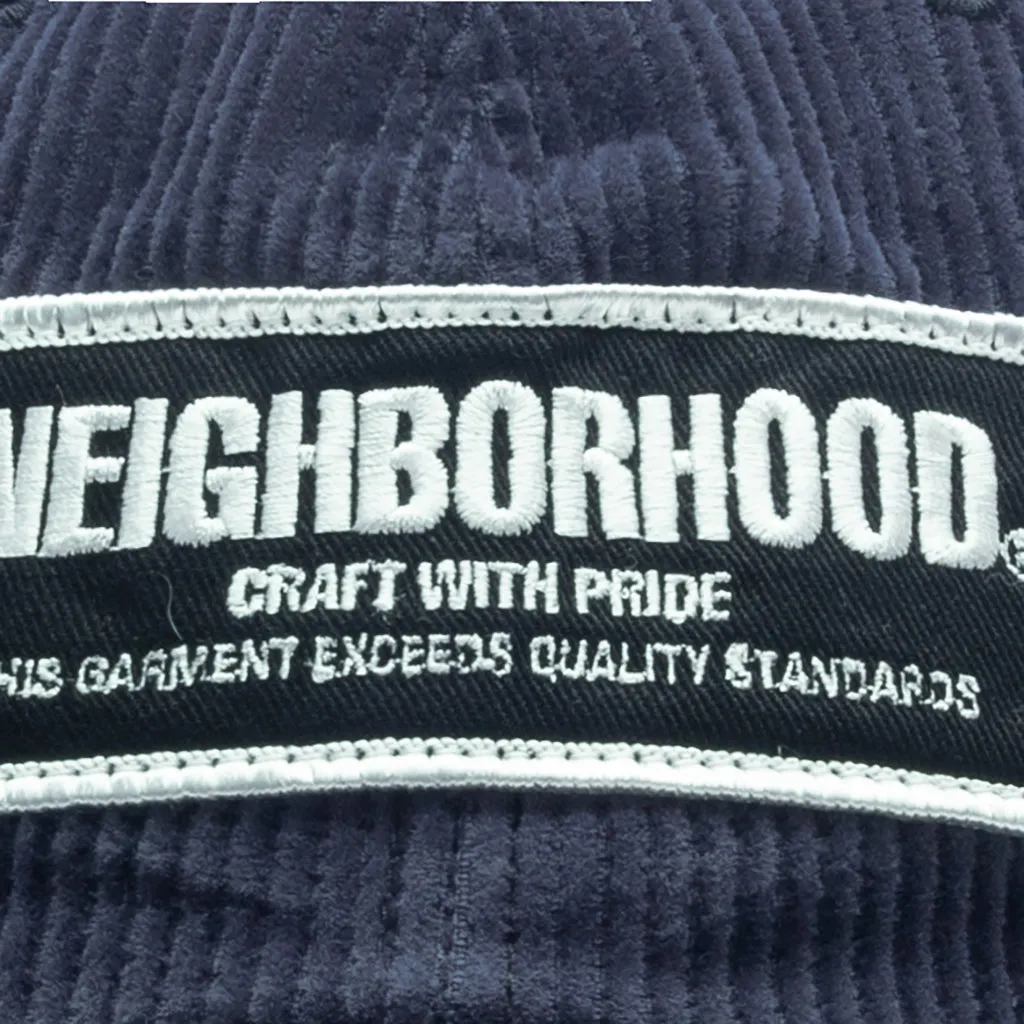 NEIGHBORHOOD®
CRAFT WITH PRIDE
HIS GARMENT EXCEEDS QUALITY STANDARDS